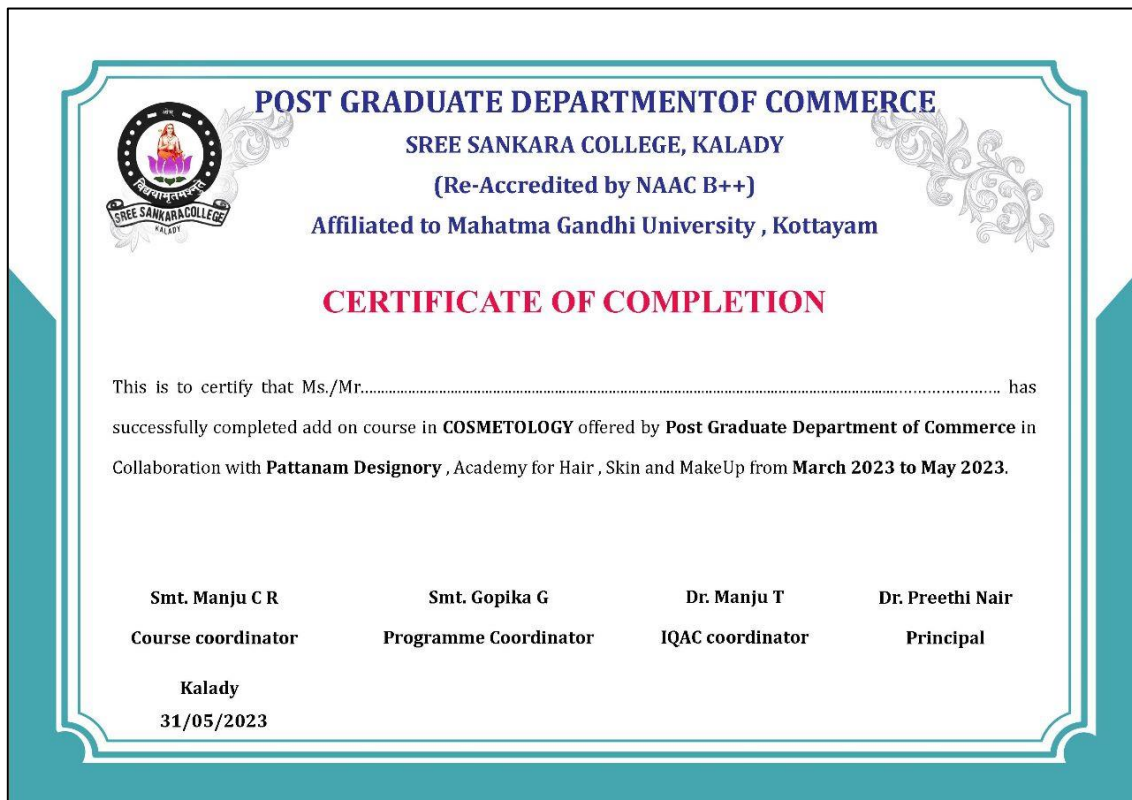 POST GRADUATE DEPARTMENTOF COMMERCE
SREE SANKARA COLLEGE, KALADY
(Re-Accredited by NAAC B++)
Affiliated to Mahatma Gandhi University , Kottayam
विद्ययामृतमश्नुते
SREE SANKARA COLLEGE
KALADY
CERTIFICATE OF COMPLETION
This is to certify that Ms./Mr.................................................................................................................................................................. has
successfully completed add on course in COSMETOLOGY offered by Post Graduate Department of Commerce in
Collaboration with Pattanam Designory , Academy for Hair , Skin and MakeUp from March 2023 to May 2023.
Smt. Manju C R Smt. Gopika G Dr. Manju T Dr. Preethi Nair
Course coordinator Programme Coordinator IQAC coordinator Principal
Kalady
31/05/2023